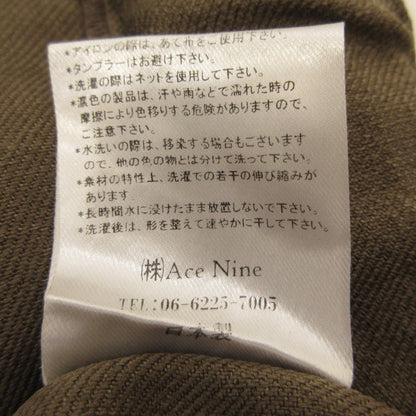 *アイロンの際は、あて布をご使用下さい。
*タンブラーはお避け下さい。
*洗濯の際はネットを使用して下さい。
*濃色の製品は、汗や雨などで濡れた時の
摩擦により色移りする危険がありますので、
ご注意下さい。
*水洗いの際は、移染する場合もございます
ので、他の色の物とは分けて洗って下さい。
*素材の特性上、洗濯での若干の伸び縮みが
あります
*長時間水に浸けたまま放置しないで下さい。
*洗濯後は、形を整えて速やかに干して下さい。
(株)Ace Nine
TEL:06-6225-7005
日本製